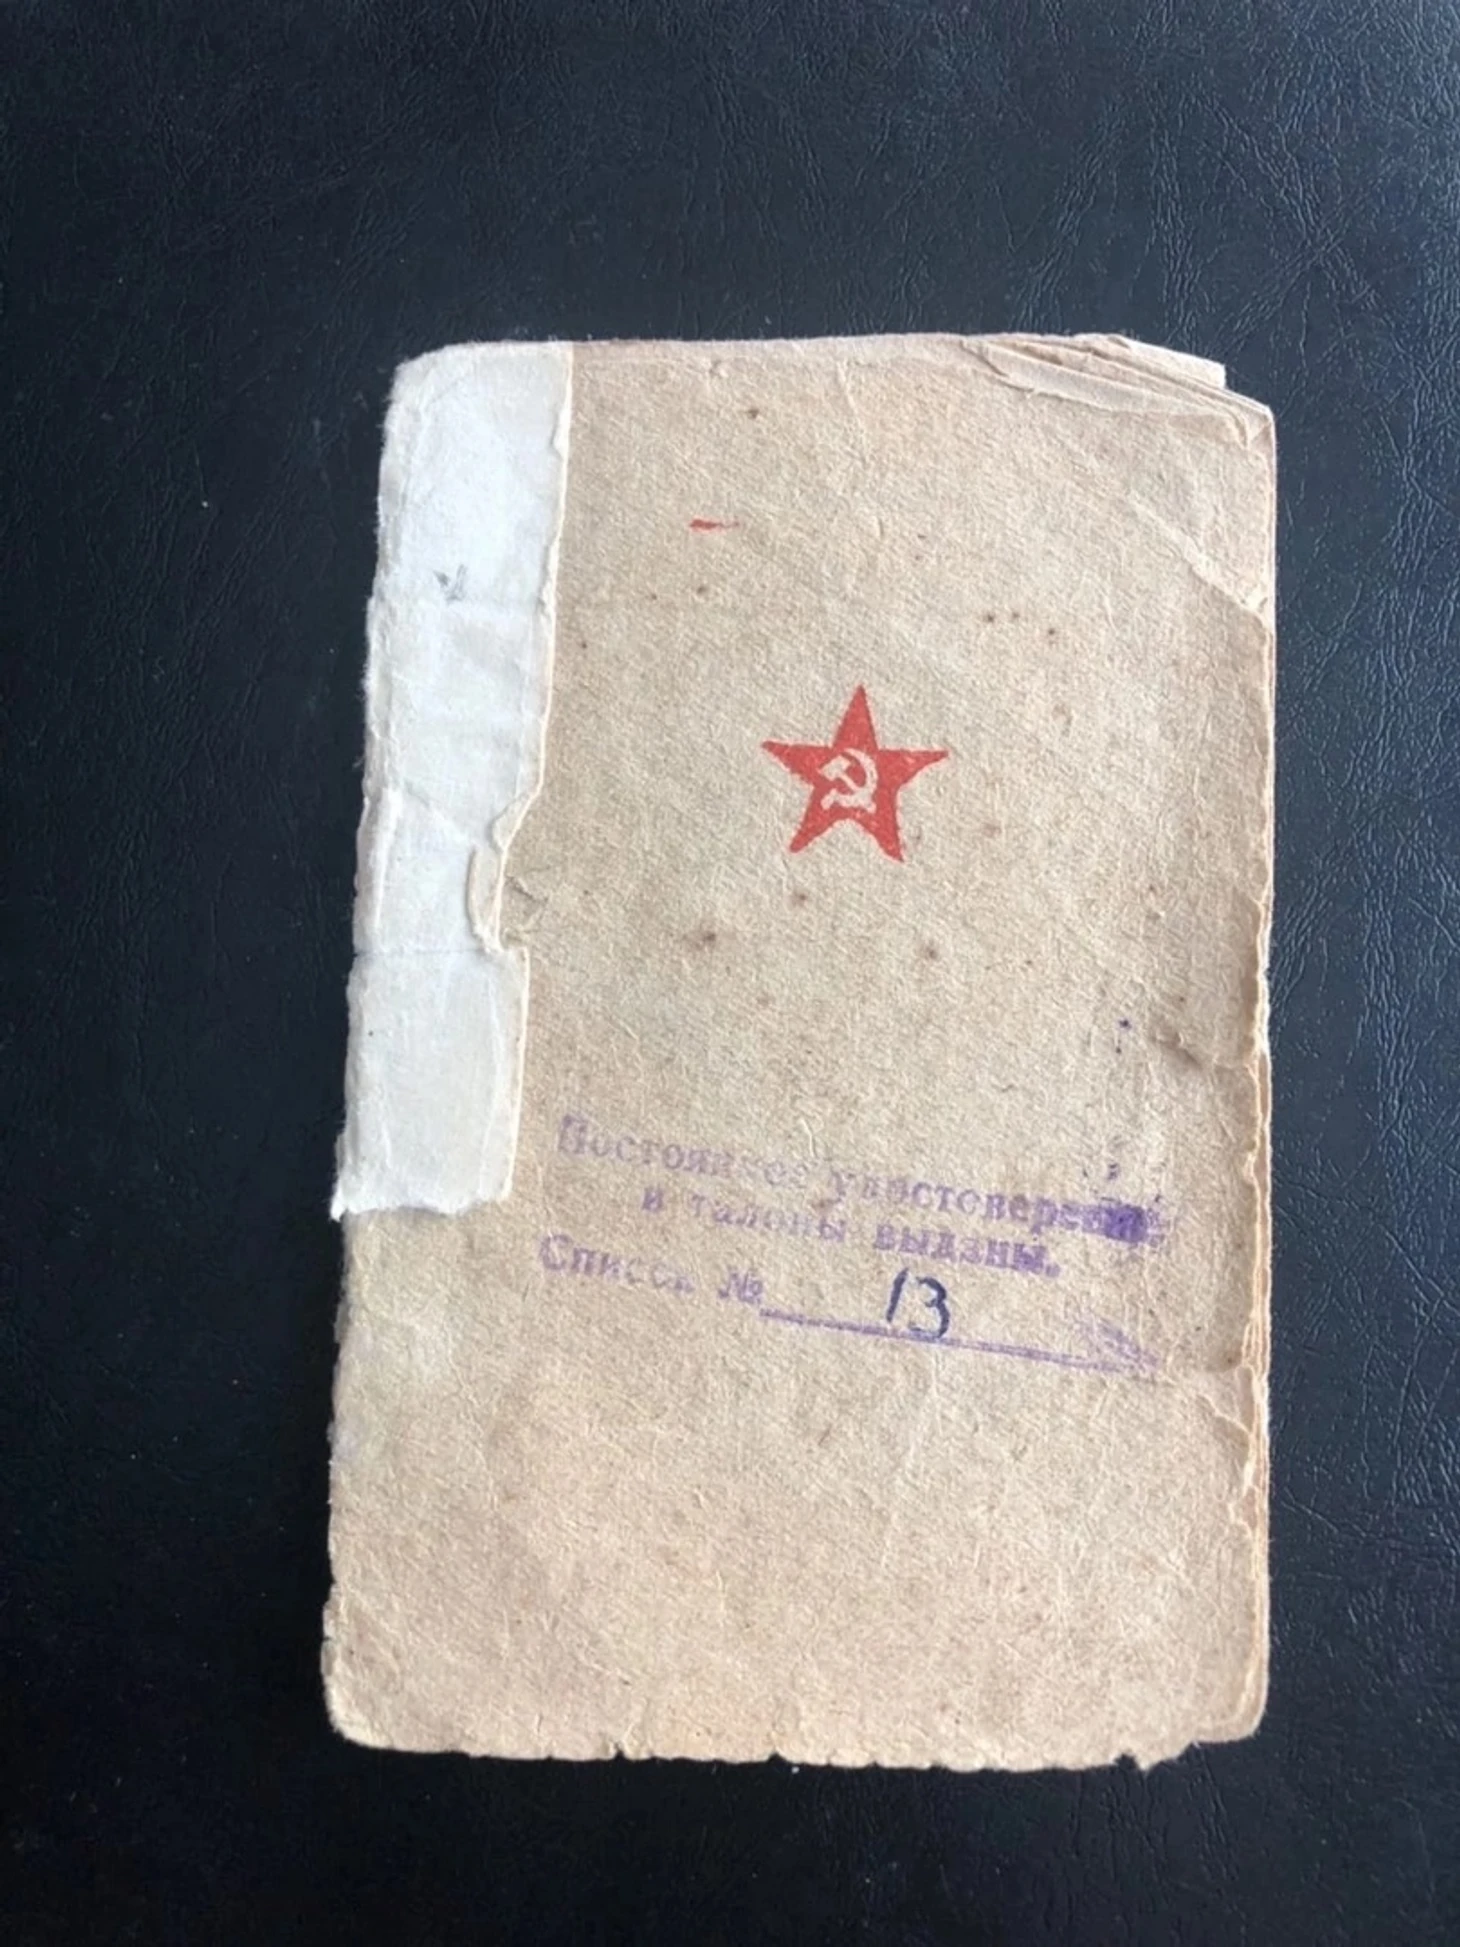 Постоянное удостоверение
и талоны выданы.
Список № 13